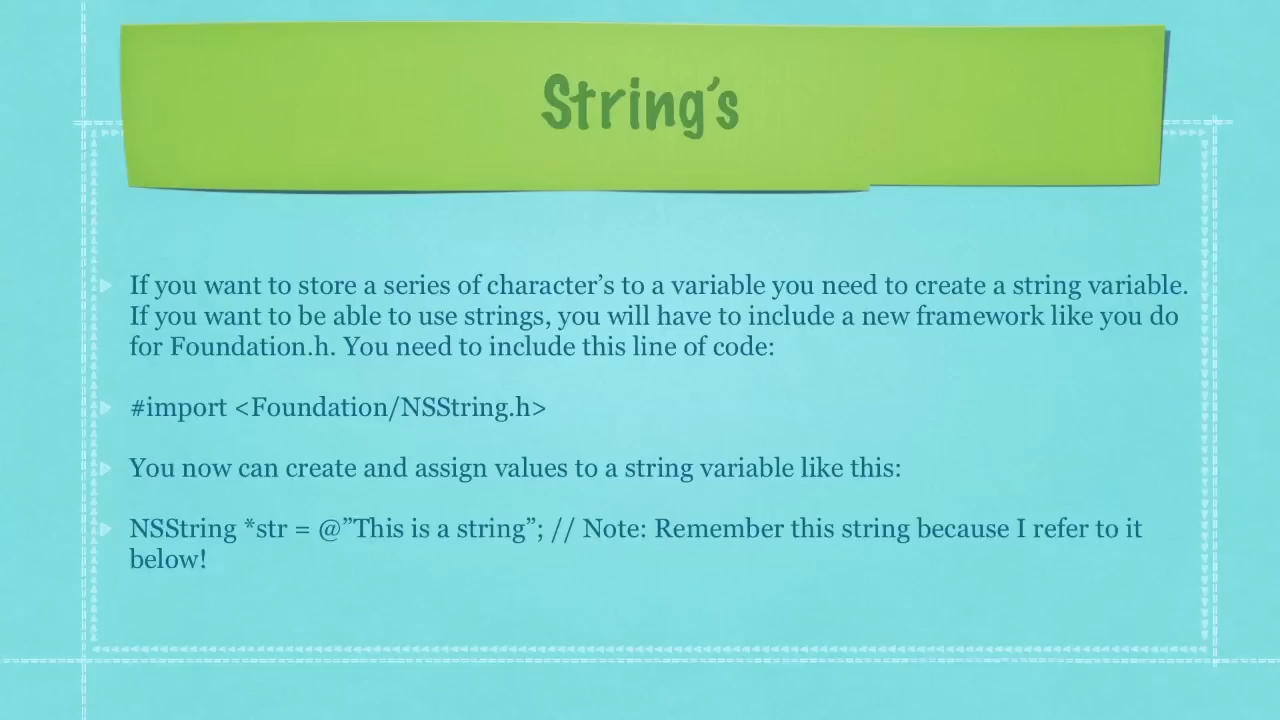 String's
If you want to store a series of character’s to a variable you need to create a string variable.
If you want to be able to use strings, you will have to include a new framework like you do
for Foundation.h. You need to include this line of code:
#import <Foundation/NSString.h>
You now can create and assign values to a string variable like this:
NSString *str = @”This is a string”; // Note: Remember this string because I refer to it
below!